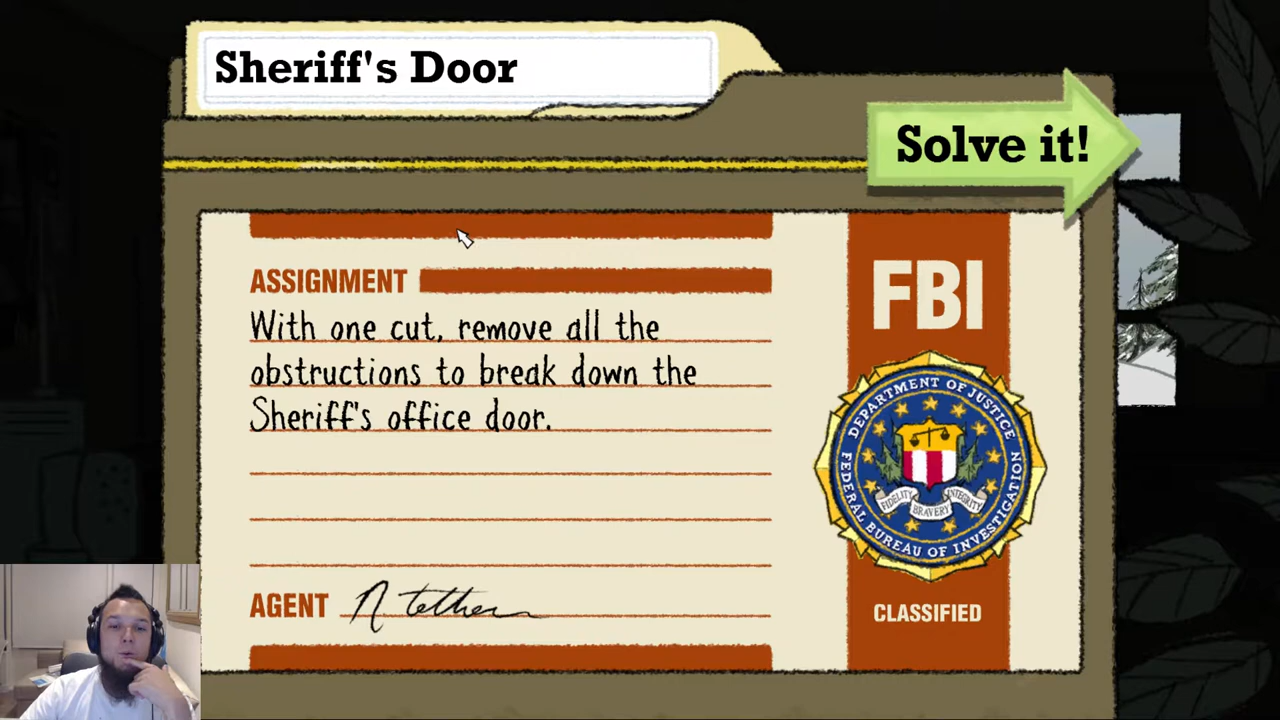 Sheriff's Door
Solve it!
ASSIGNMENT
With one cut, remove all the
obstructions to break down the
Sheriff's office door.
AGENT N tethers
FBI
DEPARTMENT OF JUSTICE
FIDELITY BRAVERY INTEGRITY
FEDERAL BUREAU OF INVESTIGATION
CLASSIFIED